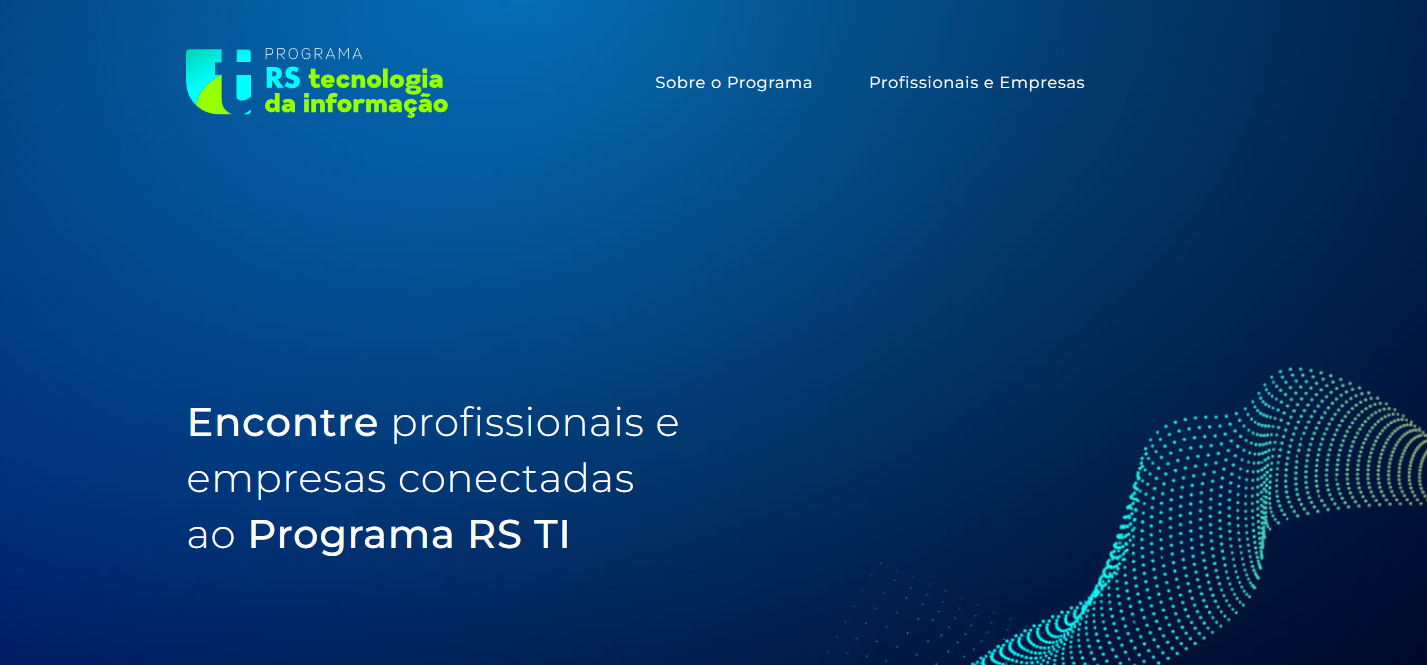 PROGRAMA
RS tecnologia
da informação
Sobre o Programa
Profissionais e Empresas
Encontre profissionais e
empresas conectadas
ao Programa RS TI